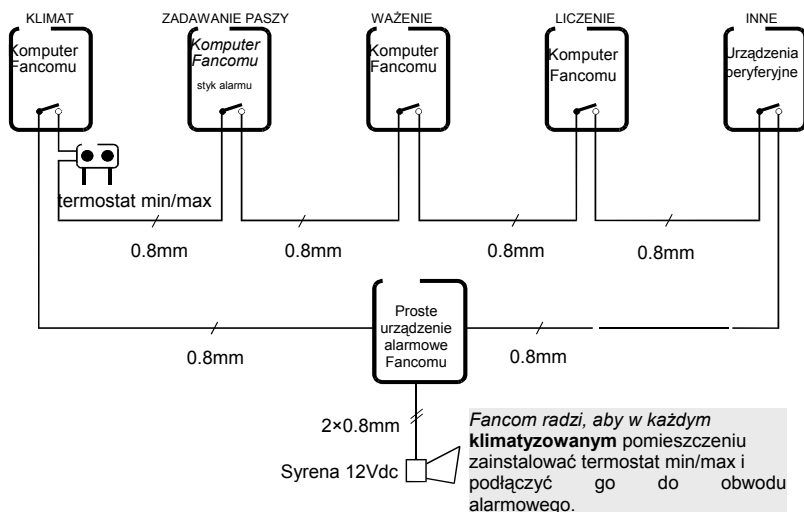 KLIMAT
ZADAWANIE PASZY
WAŻENIE
LICZENIE
INNE
Komputer
Fancomu
Komputer
Fancomu
styk alarmu
Komputer
Fancomu
Komputer
Fancomu
Urządzenia
peryferyjne
termostat min/max
0.8mm
0.8mm
0.8mm
0.8mm
0.8mm
Proste
urządzenie
alarmowe
Fancomu
0.8mm
2×0.8mm
Syrena 12Vdc
Fancom radzi, aby w każdym
klimatyzowanym pomieszczeniu
zainstalować termostat min/max i
podłączyć go do obwodu
alarmowego.